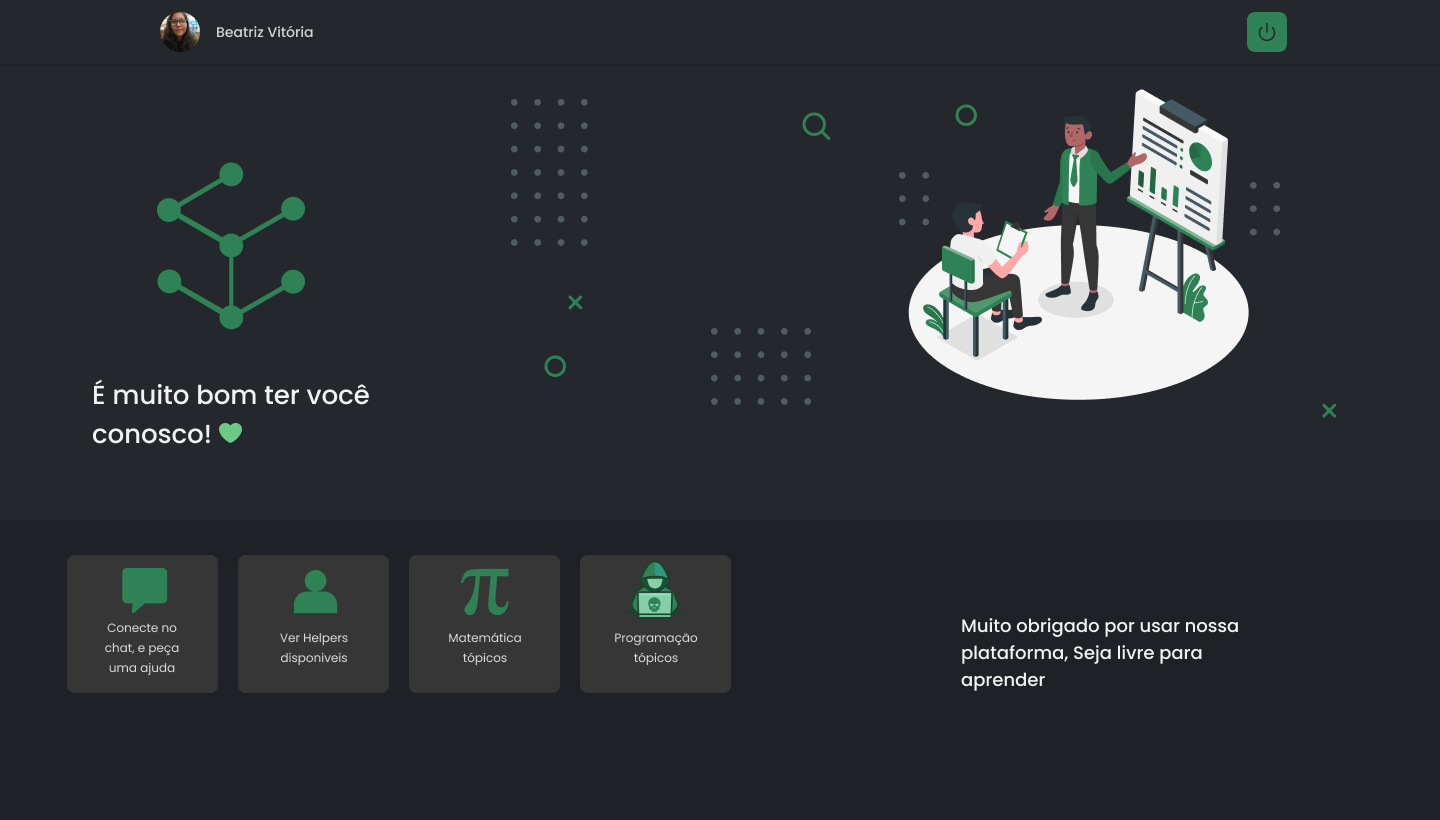 Beatriz Vitória
É muito bom ter você
conosco! 💚
Conecte no
chat, e peça
uma ajuda
Ver Helpers
disponiveis
π
Matemática
tópicos
Programação
tópicos
Muito obrigado por usar nossa
plataforma, Seja livre para
aprender